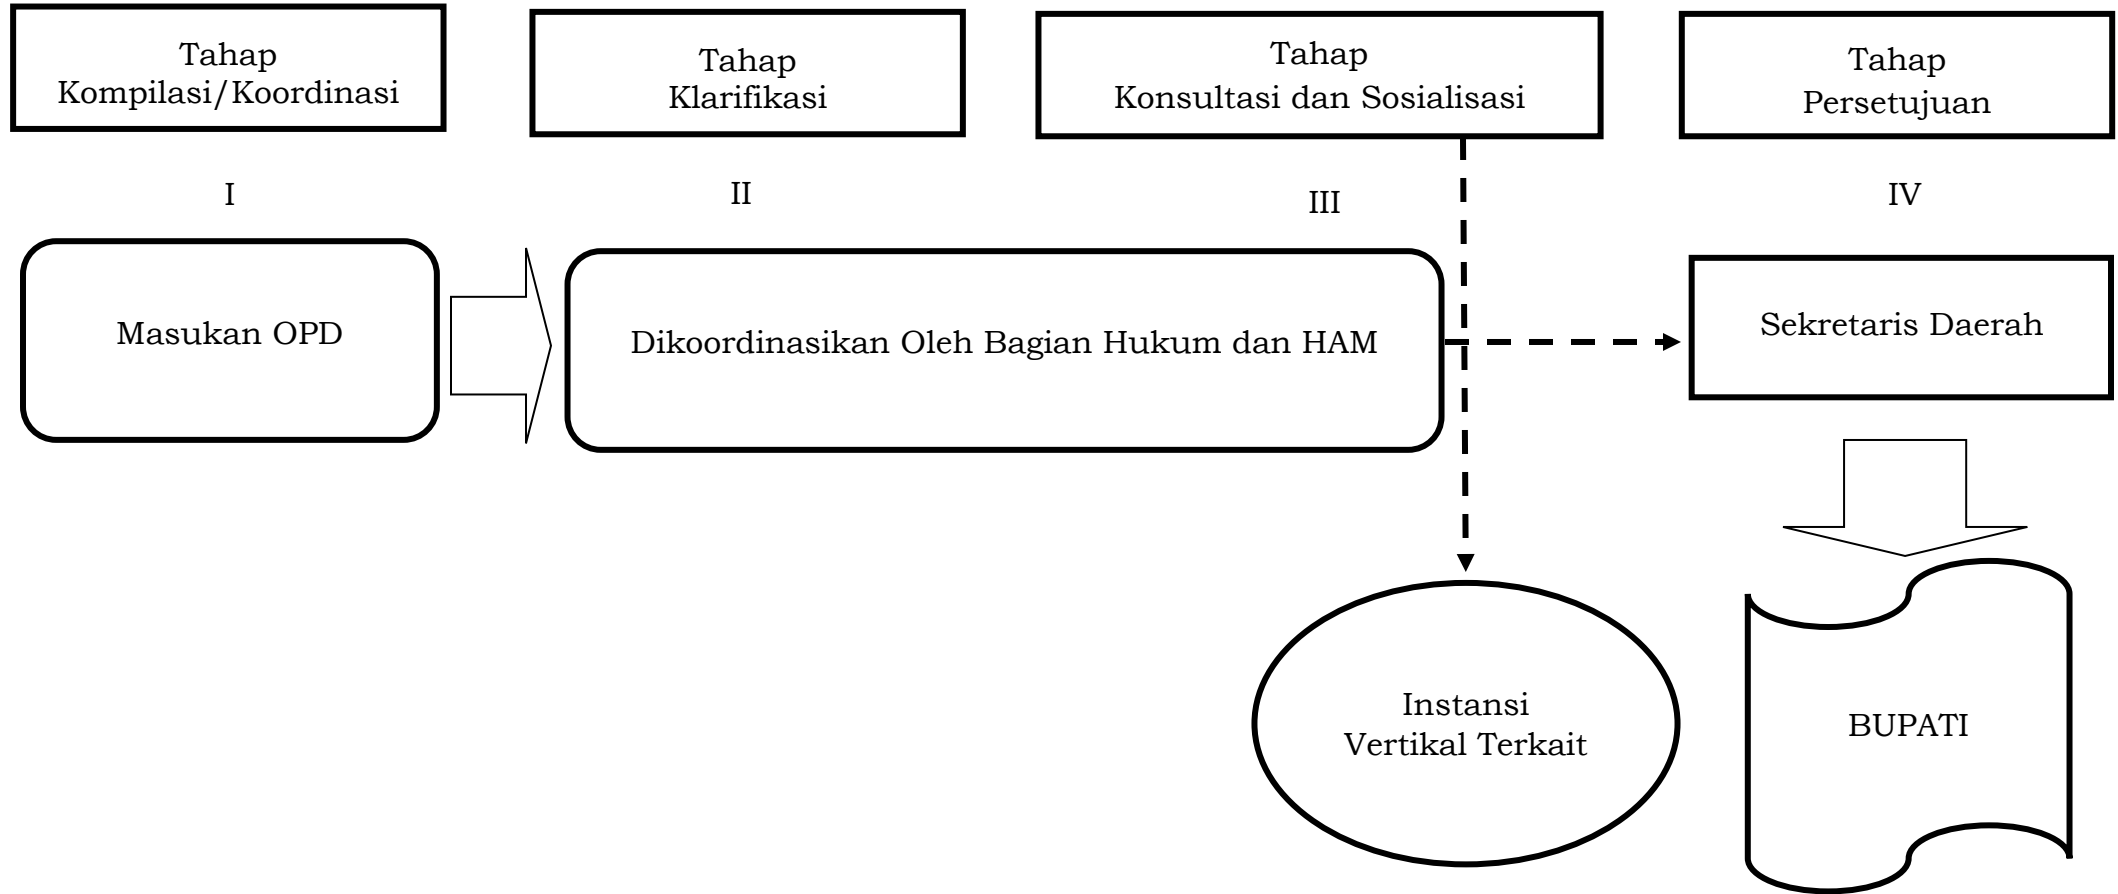 Tahap
Kompilasi/Koordinasi
Tahap
Klarifikasi
Tahap
Konsultasi dan Sosialisasi
Tahap
Persetujuan
I
II
III
IV
Masukan OPD
Dikoordinasikan Oleh Bagian Hukum dan HAM
Sekretaris Daerah
Instansi
Vertikal Terkait
BUPATI